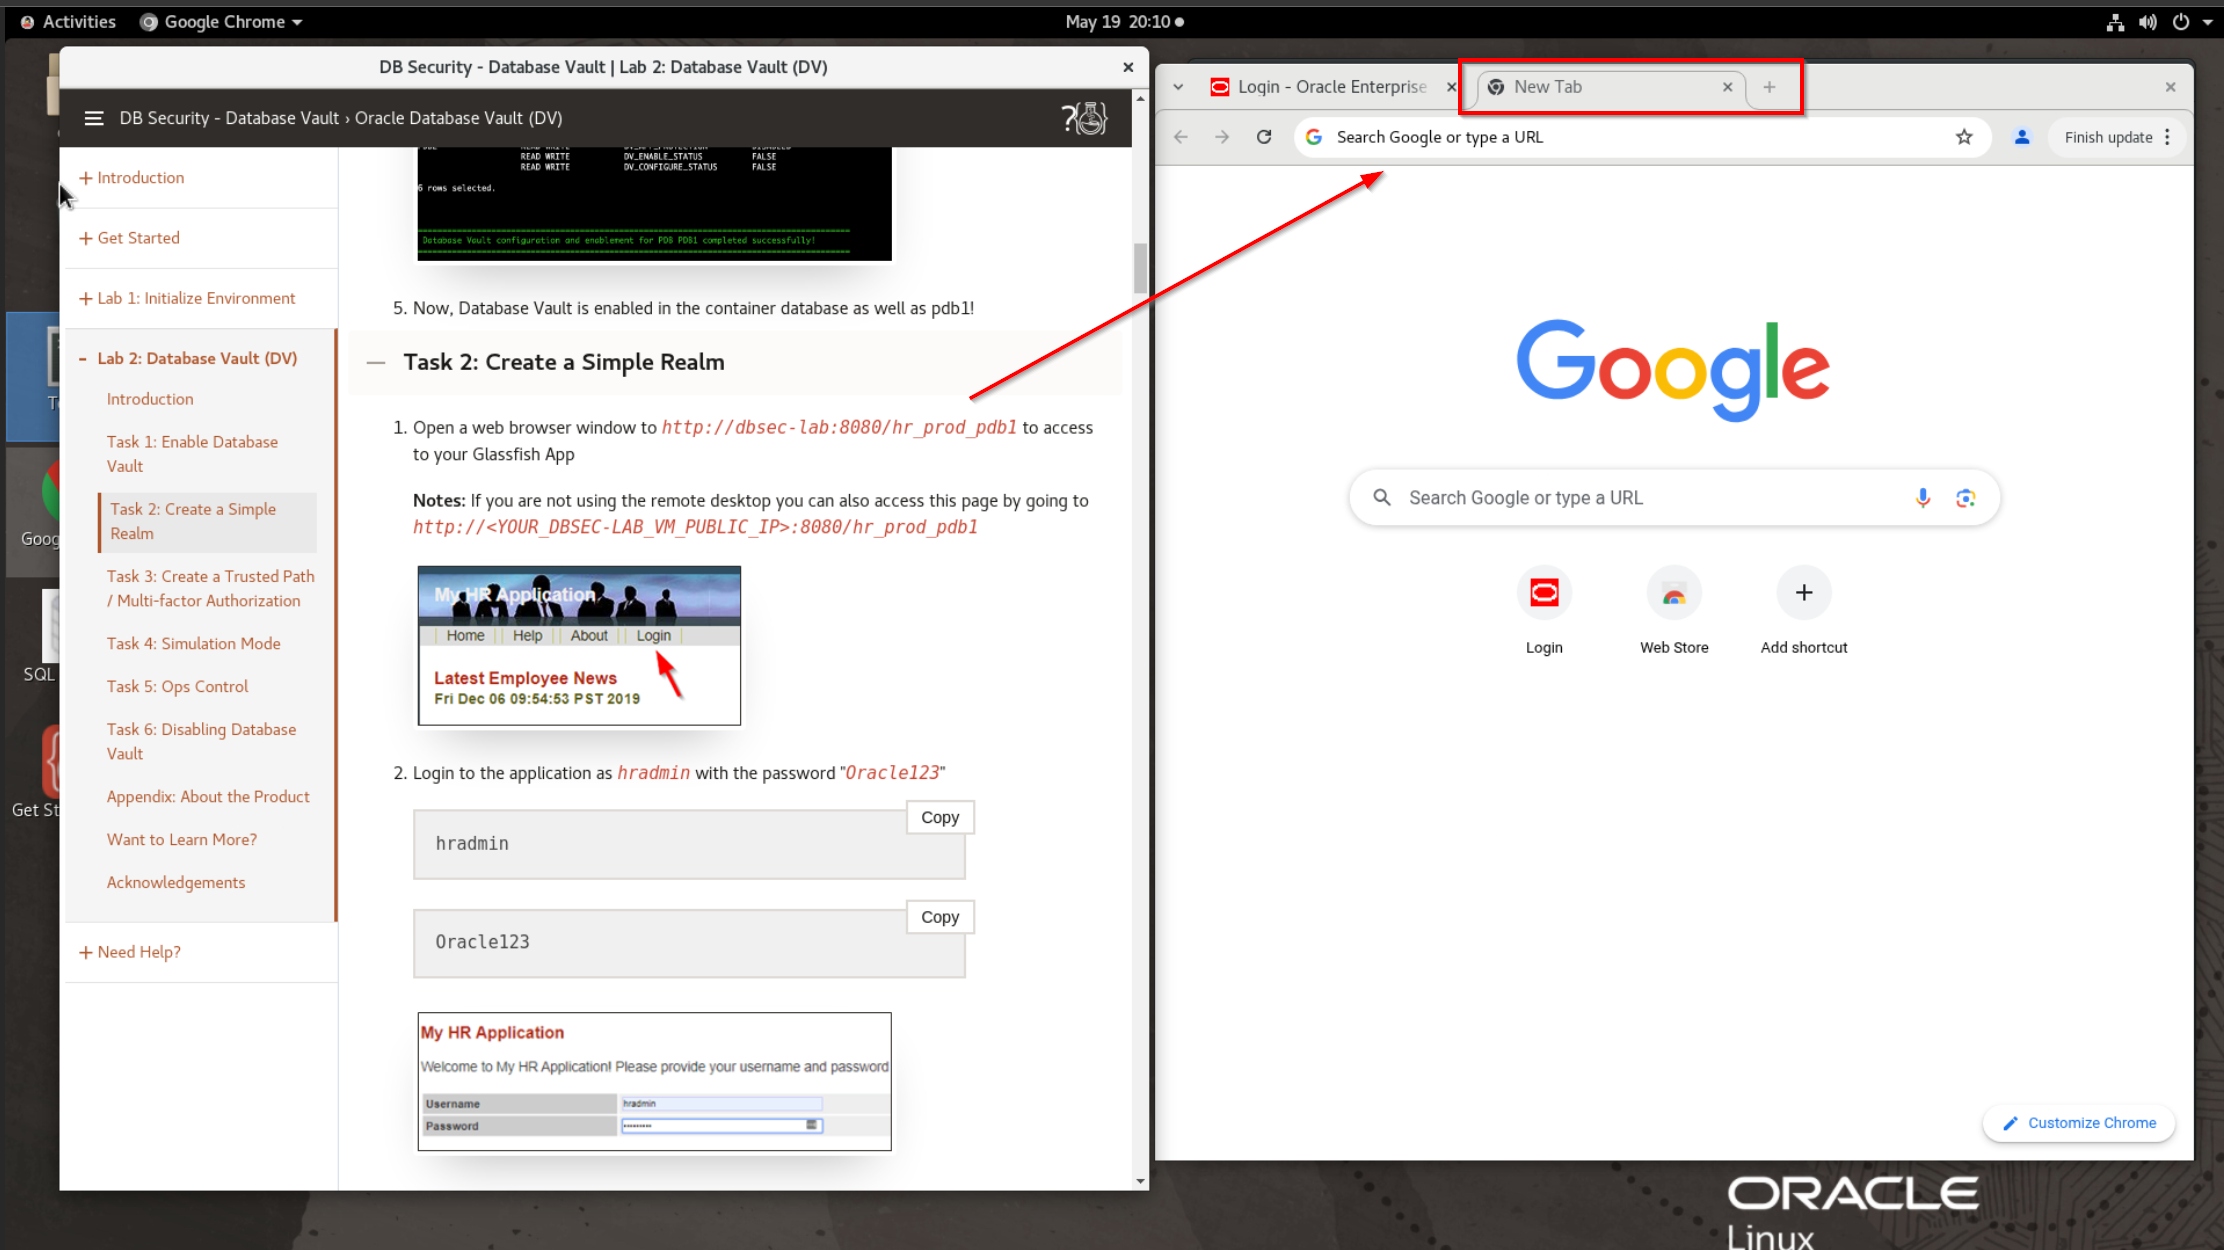 Activities
Google Chrome
May 19 20:10
DB Security - Database Vault | Lab 2: Database Vault (DV)
DB Security - Database Vault › Oracle Database Vault (DV)
+ Introduction
+ Get Started
+ Lab 1: Initialize Environment
- Lab 2: Database Vault (DV)
Introduction
Task 1: Enable Database
Vault
Task 2: Create a Simple
Realm
Task 3: Create a Trusted Path
/ Multi-factor Authorization
Task 4: Simulation Mode
Task 5: Ops Control
Task 6: Disabling Database
Vault
Appendix: About the Product
Want to Learn More?
Acknowledgements
+ Need Help?
READ WRITE DV_ENABLE_STATUS FALSE
READ WRITE DV_CONFIGURE_STATUS FALSE
6 rows selected.
Database Vault configuration and enablement for PDB PDB1 completed successfully!
5. Now, Database Vault is enabled in the container database as well as pdb1!
Task 2: Create a Simple Realm
1. Open a web browser window to http://dbsec-lab:8080/hr_prod_pdb1 to access
to your Glassfish App
Notes: If you are not using the remote desktop you can also access this page by going to
http://<YOUR_DBSEC-LAB_VM_PUBLIC_IP>:8080/hr_prod_pdb1
My HR Application
Home Help About Login
Latest Employee News
Fri Dec 06 09:54:53 PST 2019
2. Login to the application as hradmin with the password "Oracle123"
Copy
hradmin
Copy
Oracle123
My HR Application
Welcome to My HR Application! Please provide your username and password
Username hradmin
Password
Login - Oracle Enterprise
New Tab
Search Google or type a URL
Finish update
Google
Search Google or type a URL
Login
Web Store
Add shortcut
Customize Chrome
Goog
SQL
Get St
ORACLE
Linux